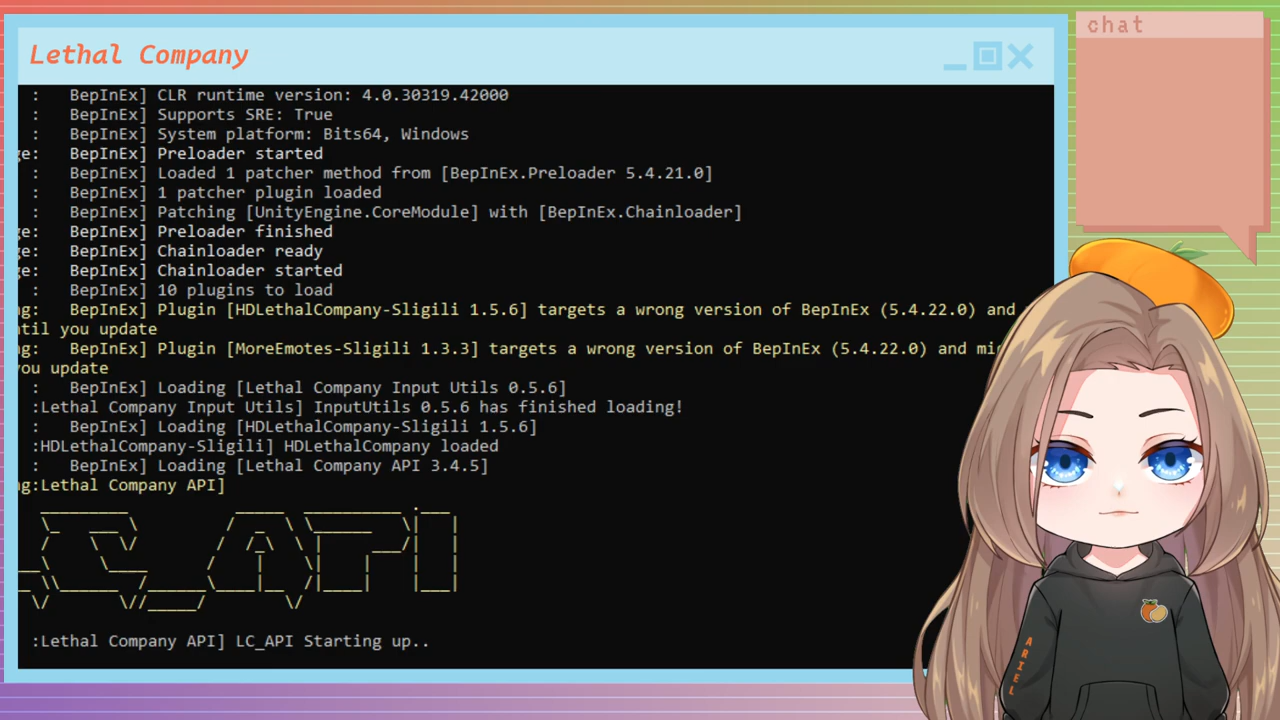 Lethal Company
chat
: BepInEx] CLR runtime version: 4.0.30319.42000
: BepInEx] Supports SRE: True
: BepInEx] System platform: Bits64, Windows
ge: BepInEx] Preloader started
: BepInEx] Loaded 1 patcher method from [BepInEx.Preloader 5.4.21.0]
: BepInEx] 1 patcher plugin loaded
: BepInEx] Patching [UnityEngine.CoreModule] with [BepInEx.Chainloader]
ge: BepInEx] Preloader finished
ge: BepInEx] Chainloader ready
ge: BepInEx] Chainloader started
: BepInEx] 10 plugins to load
ng: BepInEx] Plugin [HDLethalCompany-Sligili 1.5.6] targets a wrong version of BepInEx (5.4.22.0) and
til you update
ng: BepInEx] Plugin [MoreEmotes-Sligili 1.3.3] targets a wrong version of BepInEx (5.4.22.0) and mi
you update
: BepInEx] Loading [Lethal Company Input Utils 0.5.6]
:Lethal Company Input Utils] InputUtils 0.5.6 has finished loading!
: BepInEx] Loading [HDLethalCompany-Sligili 1.5.6]
:HDLethalCompany-Sligili] HDLethalCompany loaded
: BepInEx] Loading [Lethal Company API 3.4.5]
ng:Lethal Company API]
C_API
:Lethal Company API] LC_API Starting up..
ARIEL